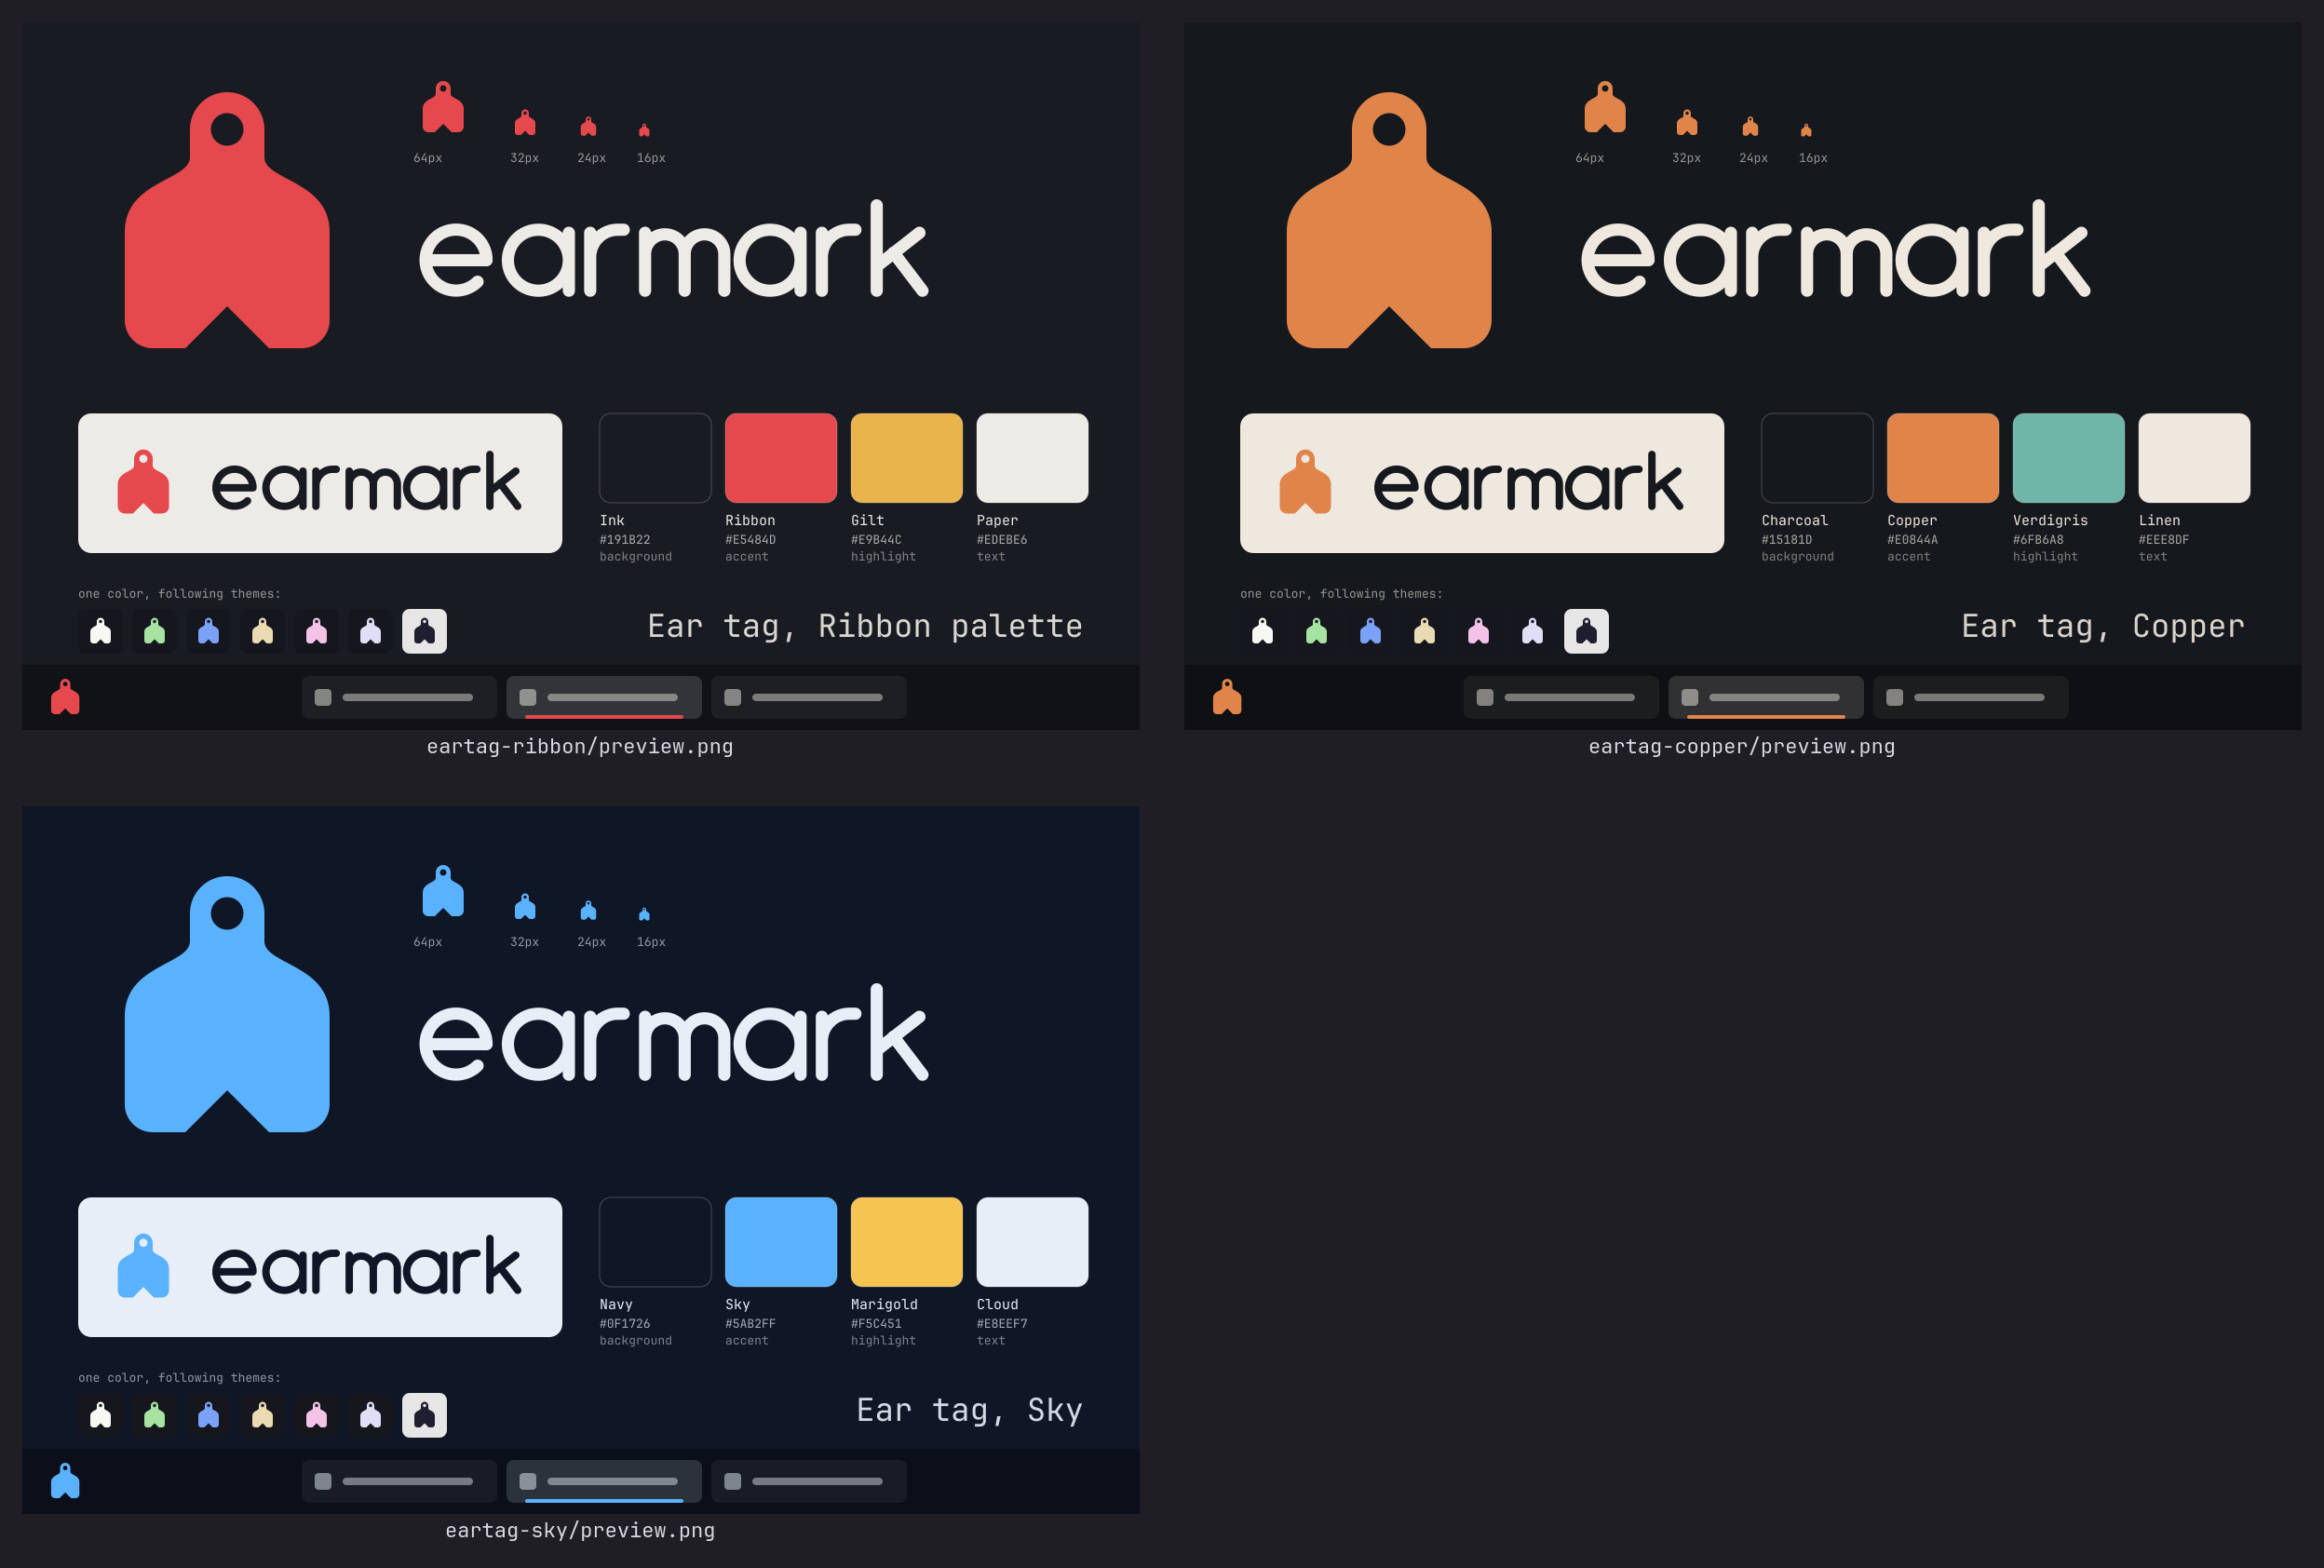 64px 32px 24px 16px
earmark
earmark
Ink Ribbon Gilt Paper
#191B22 #E5484D #E9B44C #EDEBE6
background accent highlight text
one color, following themes:
Ear tag, Ribbon palette
eartag-ribbon/preview.png
64px 32px 24px 16px
earmark
earmark
Charcoal Copper Verdigris Linen
#15181D #E0844A #6FB6A8 #EEE8DF
background accent highlight text
one color, following themes:
Ear tag, Copper
eartag-copper/preview.png
64px 32px 24px 16px
earmark
earmark
Navy Sky Marigold Cloud
#0F1726 #5AB2FF #F5C451 #E8EEF7
background accent highlight text
one color, following themes:
Ear tag, Sky
eartag-sky/preview.png